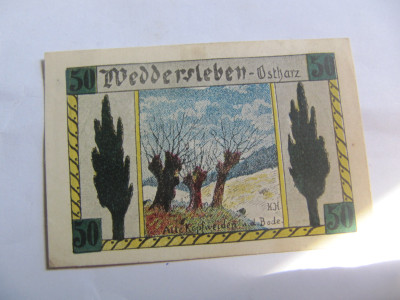 50 Weddersleben - Ostharz 50
N.H
Alte Kopfweiden a. d. Bode.
50 50